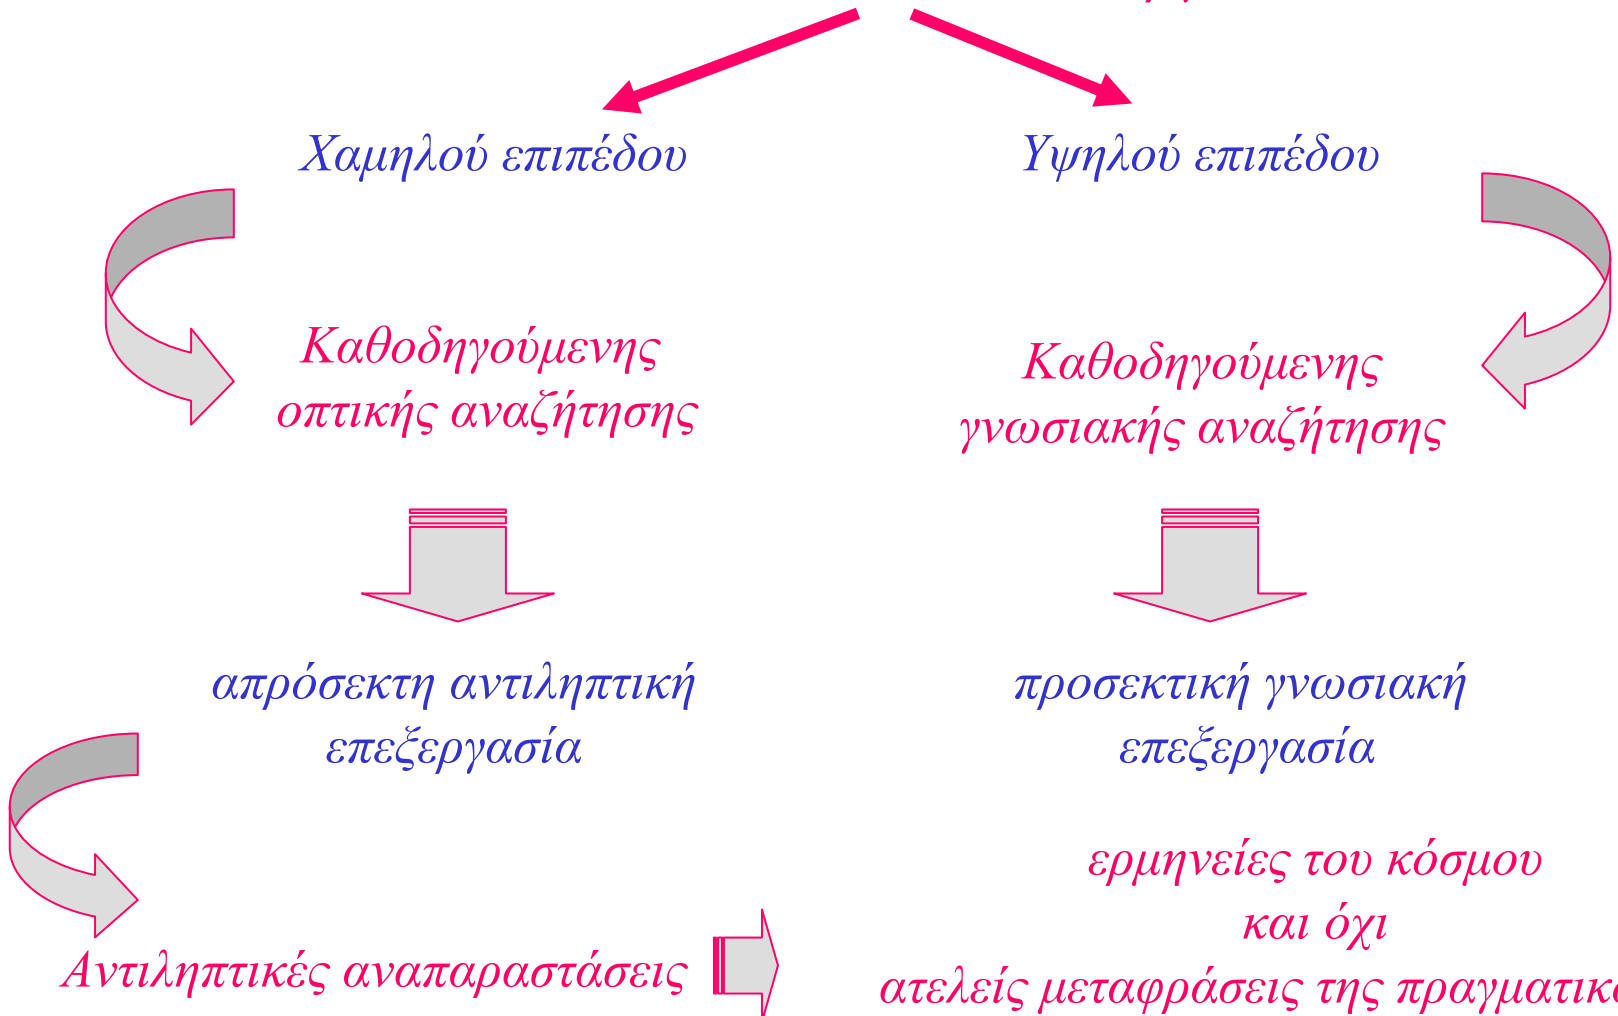 Χαμηλού επιπέδου
Υψηλού επιπέδου
Καθοδηγούμενης
οπτικής αναζήτησης
Καθοδηγούμενης
γνωσιακής αναζήτησης
απρόσεκτη αντιληπτική
επεξεργασία
προσεκτική γνωσιακή
επεξεργασία
Αντιληπτικές αναπαραστάσεις
ερμηνείες του κόσμου
και όχι
ατελείς μεταφράσεις της